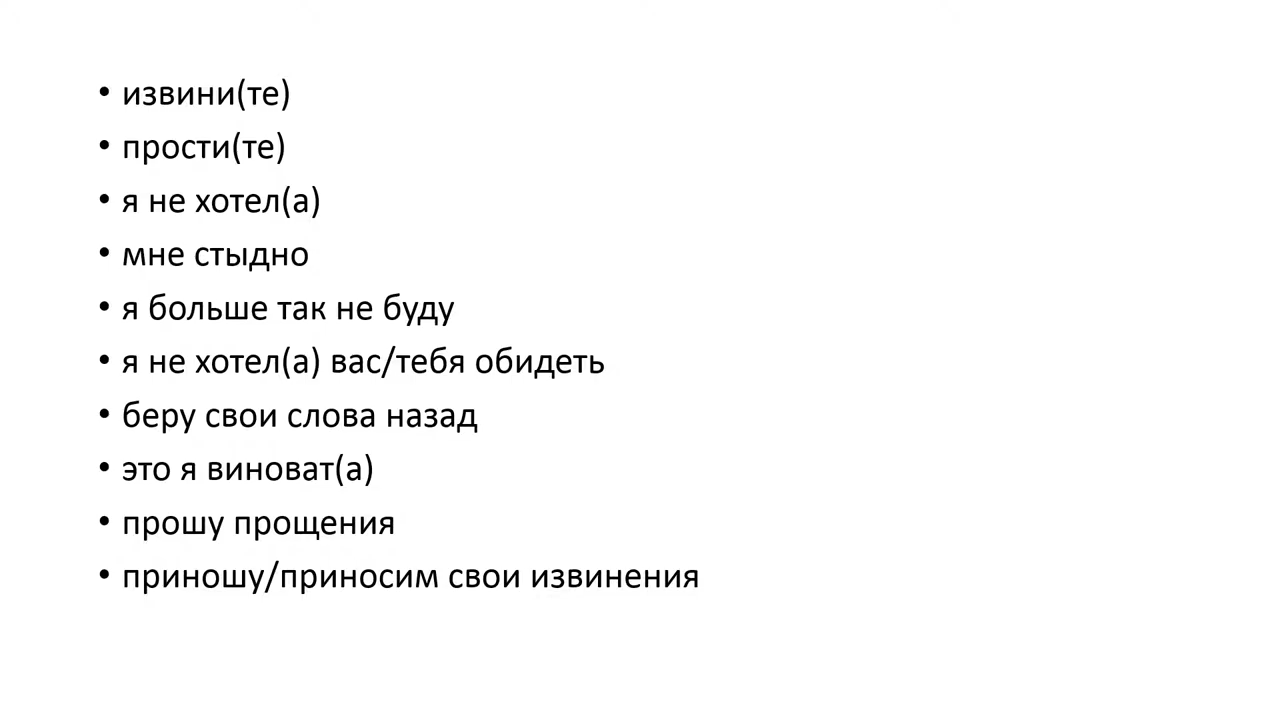 • извини(те)
• прости(те)
• я не хотел(а)
• мне стыдно
• я больше так не буду
• я не хотел(а) вас/тебя обидеть
• беру свои слова назад
• это я виноват(а)
• прошу прощения
• приношу/приносим свои извинения